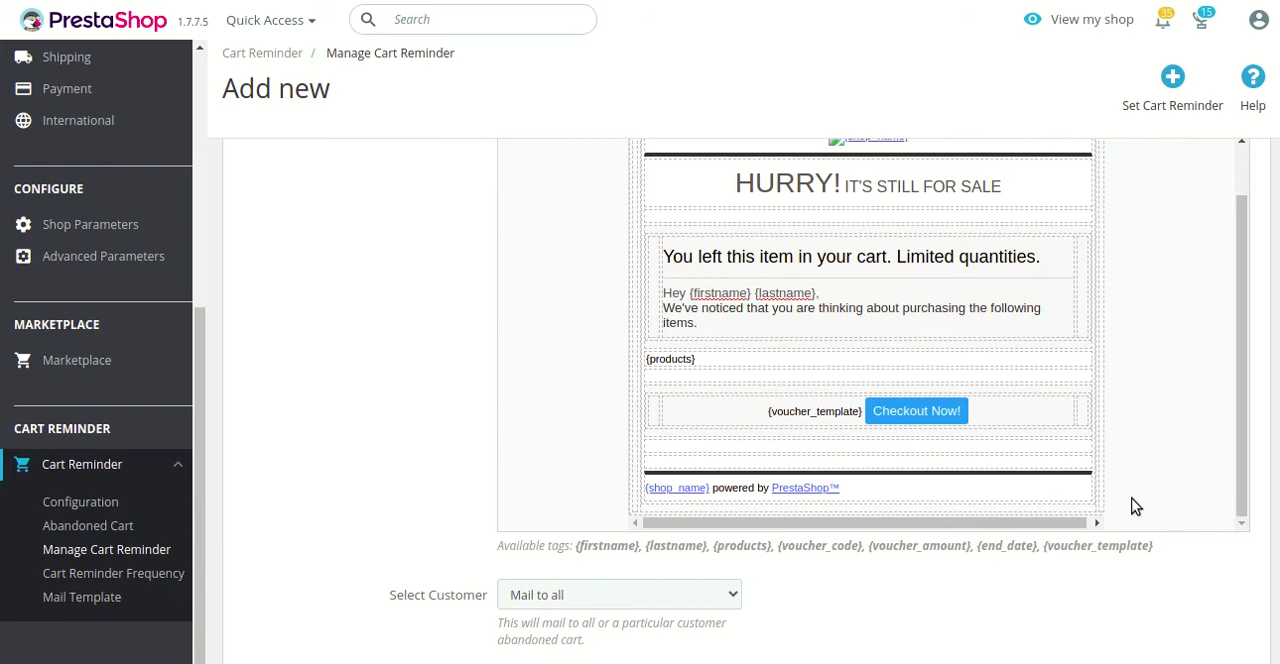 PrestaShop 1.7.7.5 Quick Access Search View my shop 35 15
Shipping
Payment
International
CONFIGURE
Shop Parameters
Advanced Parameters
MARKETPLACE
Marketplace
CART REMINDER
Cart Reminder
Configuration
Abandoned Cart
Manage Cart Reminder
Cart Reminder Frequency
Mail Template
Cart Reminder / Manage Cart Reminder
Add new
Set Cart Reminder Help
{shop_name}
HURRY! IT'S STILL FOR SALE
You left this item in your cart. Limited quantities.
Hey {firstname} {lastname},
We've noticed that you are thinking about purchasing the following
items.
{products}
{voucher_template} Checkout Now!
{shop_name} powered by PrestaShop™
Available tags: {firstname}, {lastname}, {products}, {voucher_code}, {voucher_amount}, {end_date}, {voucher_template}
Select Customer Mail to all
This will mail to all or a particular customer
abandoned cart.